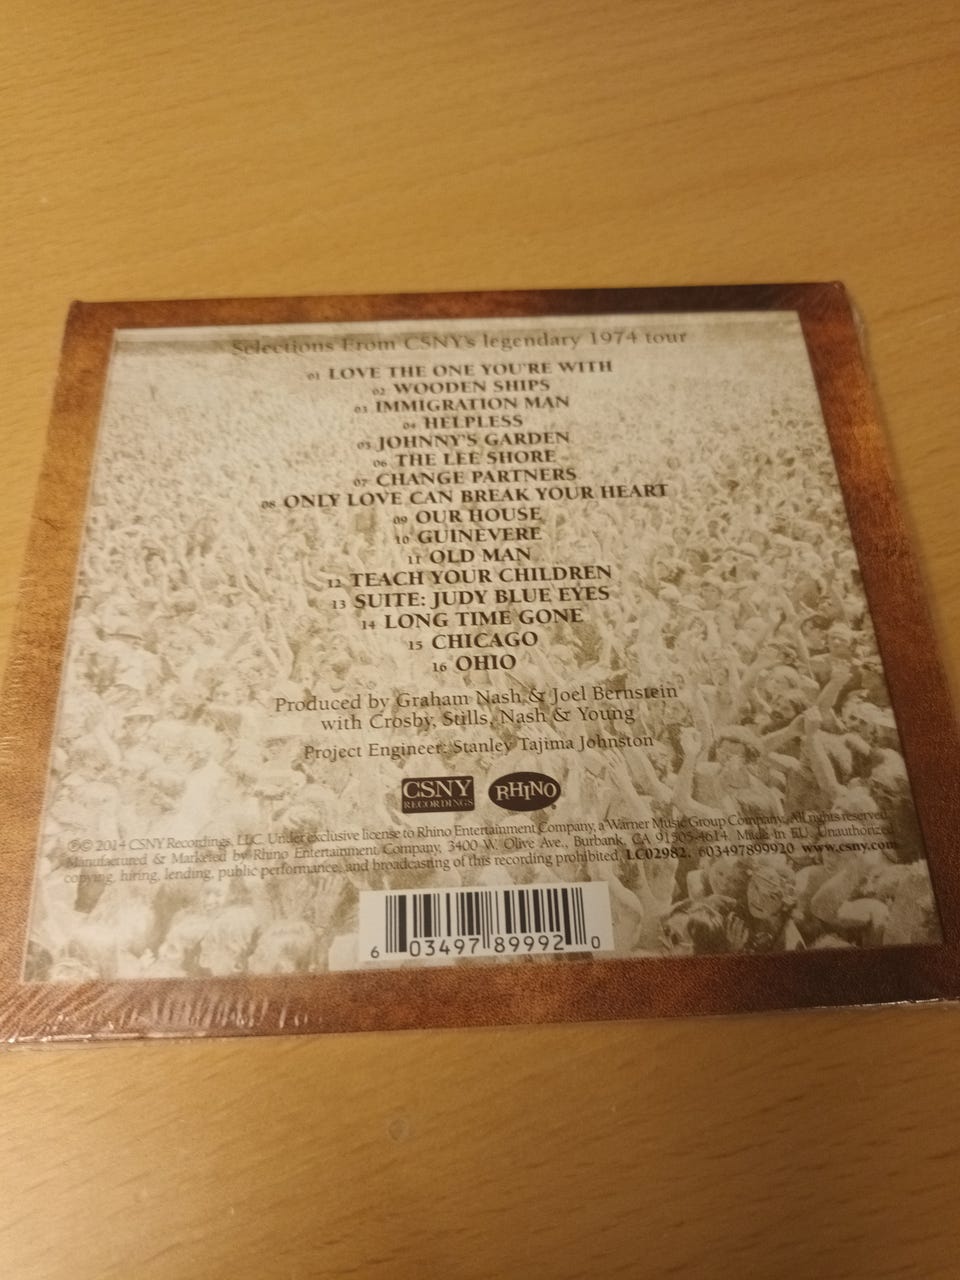 Selections From CSNY's legendary 1974 tour
01 LOVE THE ONE YOU'RE WITH
02 WOODEN SHIPS
03 IMMIGRATION MAN
04 HELPLESS
05 JOHNNY'S GARDEN
06 THE LEE SHORE
07 CHANGE PARTNERS
08 ONLY LOVE CAN BREAK YOUR HEART
09 OUR HOUSE
10 GUINEVERE
11 OLD MAN
12 TEACH YOUR CHILDREN
13 SUITE: JUDY BLUE EYES
14 LONG TIME GONE
15 CHICAGO
16 OHIO
Produced by Graham Nash & Joel Bernstein
with Crosby, Stills, Nash & Young
Project Engineer: Stanley Tajima Johnston
CSNY
RECORDINGS
RHINO
℗© 2014 CSNY Recordings, LLC. Under exclusive license to Rhino Entertainment Company, a Warner Music Group Company. All rights reserved.
Manufactured & Marketed by Rhino Entertainment Company, 3400 W. Olive Ave., Burbank, CA 91505-4614. Made in EU. Unauthorized
copying, hiring, lending, public performance, and broadcasting of this recording prohibited. LC02982. 603497899920 www.csny.com
6 03497 89992 0